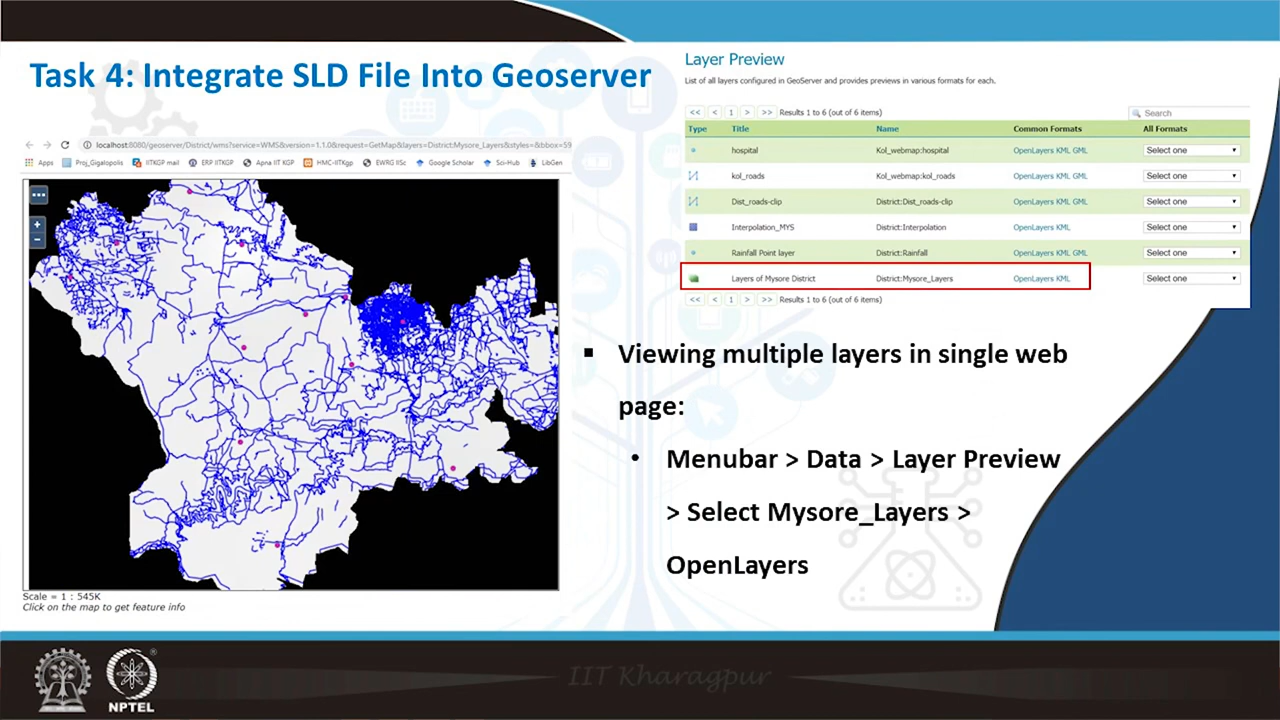 Task 4: Integrate SLD File Into Geoserver
localhost:8080/geoserver/District/wms?service=WMS&version=1.1.0&request=GetMap&layers=District:Mysore_Layers&styles=&bbox=59
Apps Proj_Gigalopolis IITKGP mail ERP IITKGP Apna IIT KGP HMC-IITKgp EWRG IISc Google Scholar Sci-Hub LibGen
Scale = 1 : 545K
Click on the map to get feature info
Layer Preview
List of all layers configured in GeoServer and provides previews in various formats for each.
<< < 1 > >> Results 1 to 6 (out of 6 items) Search
Type Title Name Common Formats All Formats
hospital Kol_webmap:hospital OpenLayers KML GML Select one
kol_roads Kol_webmap:kol_roads OpenLayers KML GML Select one
Dist_roads-clip District:Dist_roads-clip OpenLayers KML GML Select one
Interpolation_MYS District:Interpolation OpenLayers KML Select one
Rainfall Point layer District:Rainfall OpenLayers KML GML Select one
Layers of Mysore District District:Mysore_Layers OpenLayers KML Select one
<< < 1 > >> Results 1 to 6 (out of 6 items)
▪ Viewing multiple layers in single web
page:
• Menubar > Data > Layer Preview
> Select Mysore_Layers >
OpenLayers
NPTEL
®
IIT Kharagpur